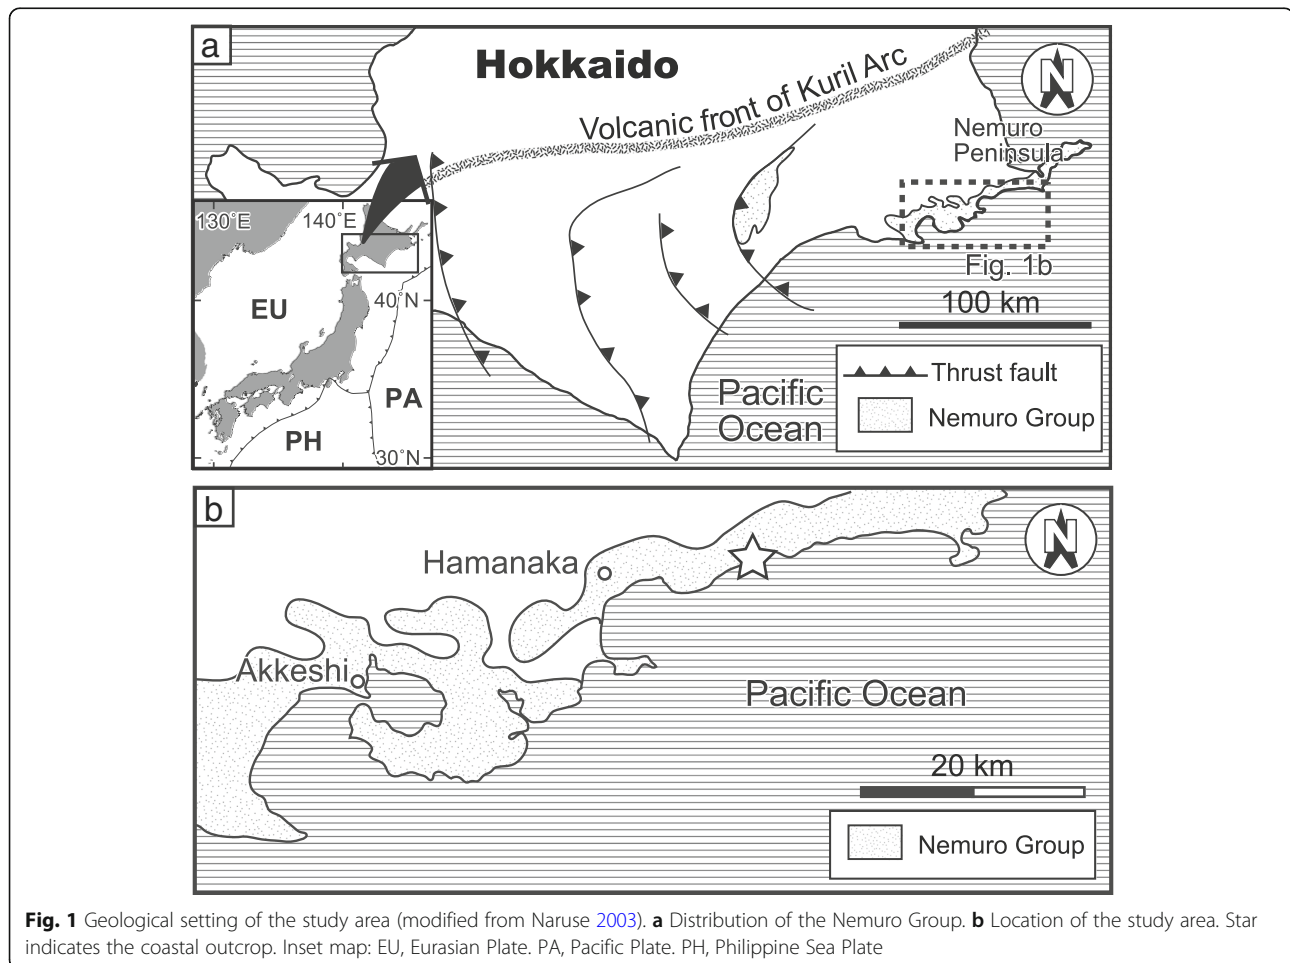 a
Hokkaido
N
Volcanic front of Kuril Arc
Nemuro
Peninsula
130˚E
140˚E
Fig. 1b
EU
40˚N
100 km
PA
Thrust fault
Pacific
Ocean
Nemuro Group
PH
30˚N
b
N
Hamanaka
Akkeshi
Pacific Ocean
20 km
Nemuro Group
Fig. 1 Geological setting of the study area (modified from Naruse 2003). a Distribution of the Nemuro Group. b Location of the study area. Star
indicates the coastal outcrop. Inset map: EU, Eurasian Plate. PA, Pacific Plate. PH, Philippine Sea Plate